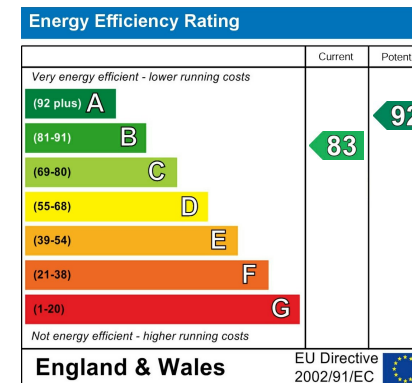 Energy Efficiency Rating
Current Potent
Very energy efficient - lower running costs
(92 plus) A
(81-91) B
(69-80) C
(55-68) D
(39-54) E
(21-38) F
(1-20) G
83
92
Not energy efficient - higher running costs
England & Wales
EU Directive
2002/91/EC